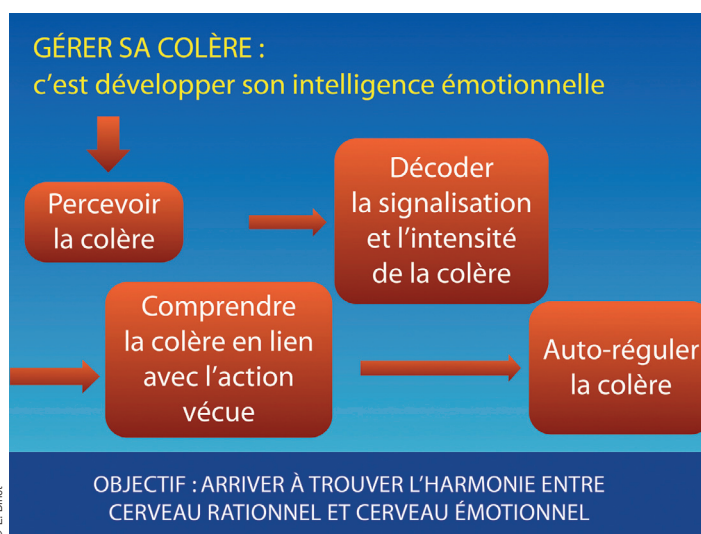 GÉRER SA COLÈRE :
c'est développer son intelligence émotionnelle
Percevoir
la colère
Décoder
la signalisation
et l'intensité
de la colère
Comprendre
la colère en lien
avec l'action
vécue
Auto-réguler
la colère
OBJECTIF : ARRIVER À TROUVER L'HARMONIE ENTRE
CERVEAU RATIONNEL ET CERVEAU ÉMOTIONNEL